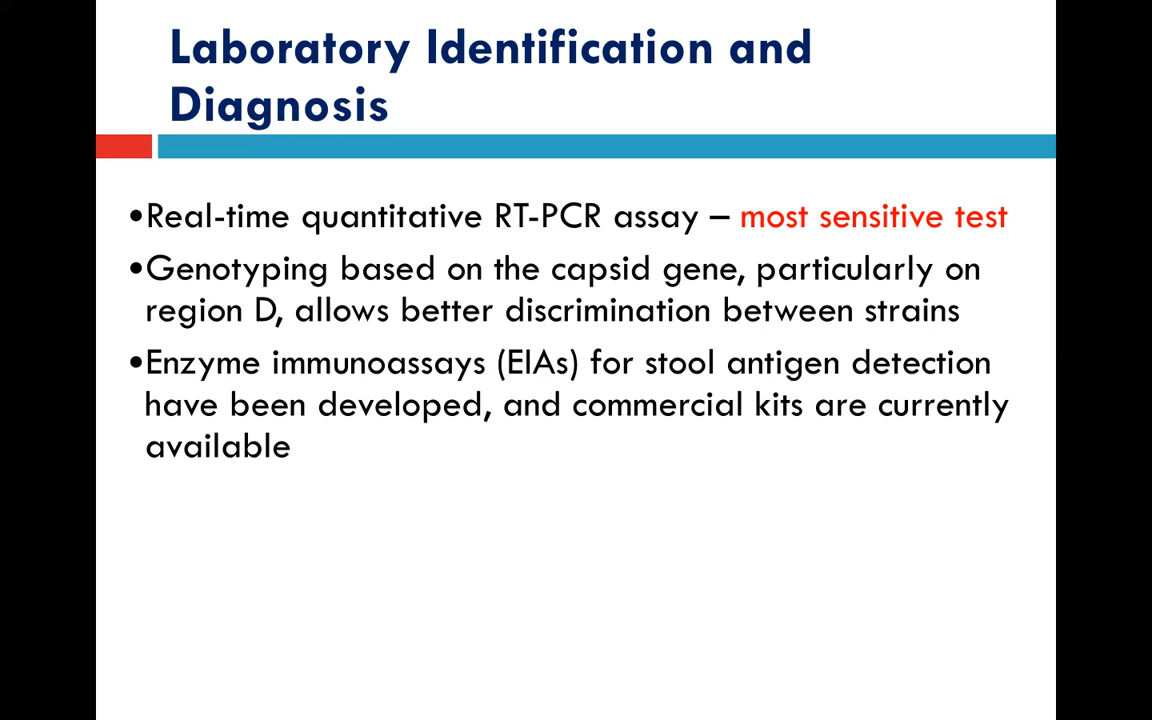 Laboratory Identification and
Diagnosis
•Real-time quantitative RT-PCR assay – most sensitive test
•Genotyping based on the capsid gene, particularly on
region D, allows better discrimination between strains
•Enzyme immunoassays (EIAs) for stool antigen detection
have been developed, and commercial kits are currently
available